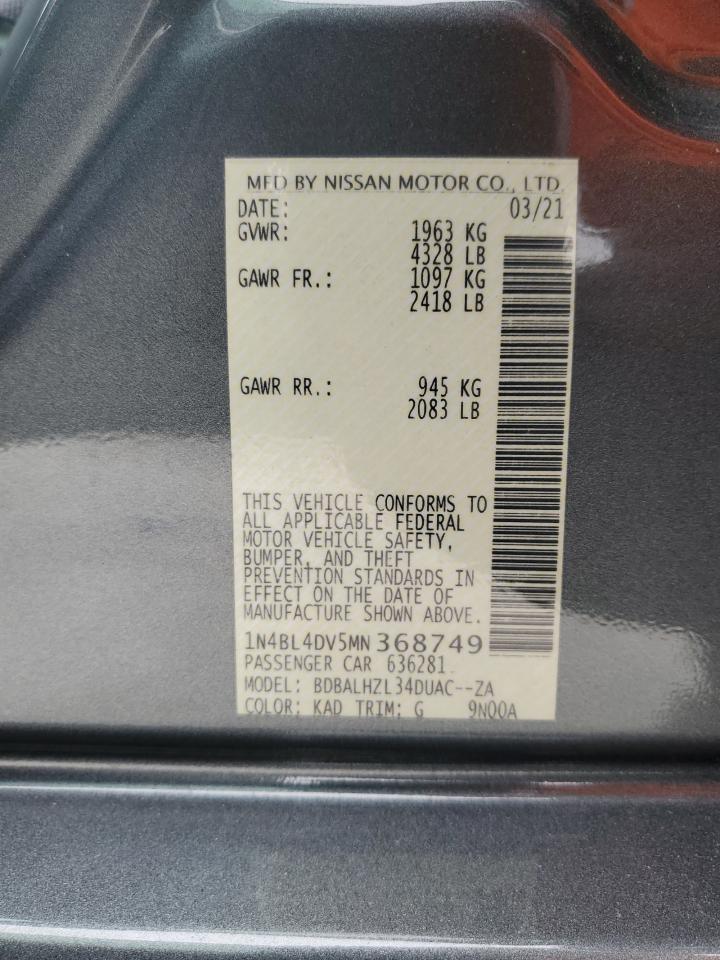 MFD BY NISSAN MOTOR CO., LTD.
DATE: 03/21
GVWR: 1963 KG
4328 LB
GAWR FR.: 1097 KG
2418 LB
GAWR RR.: 945 KG
2083 LB
THIS VEHICLE CONFORMS TO
ALL APPLICABLE FEDERAL
MOTOR VEHICLE SAFETY,
BUMPER, AND THEFT
PREVENTION STANDARDS IN
EFFECT ON THE DATE OF
MANUFACTURE SHOWN ABOVE.
1N4BL4DV5MN368749
PASSENGER CAR 636281
MODEL: BDBALHZL34DUAC--ZA
COLOR: KAD TRIM: G 9N00A